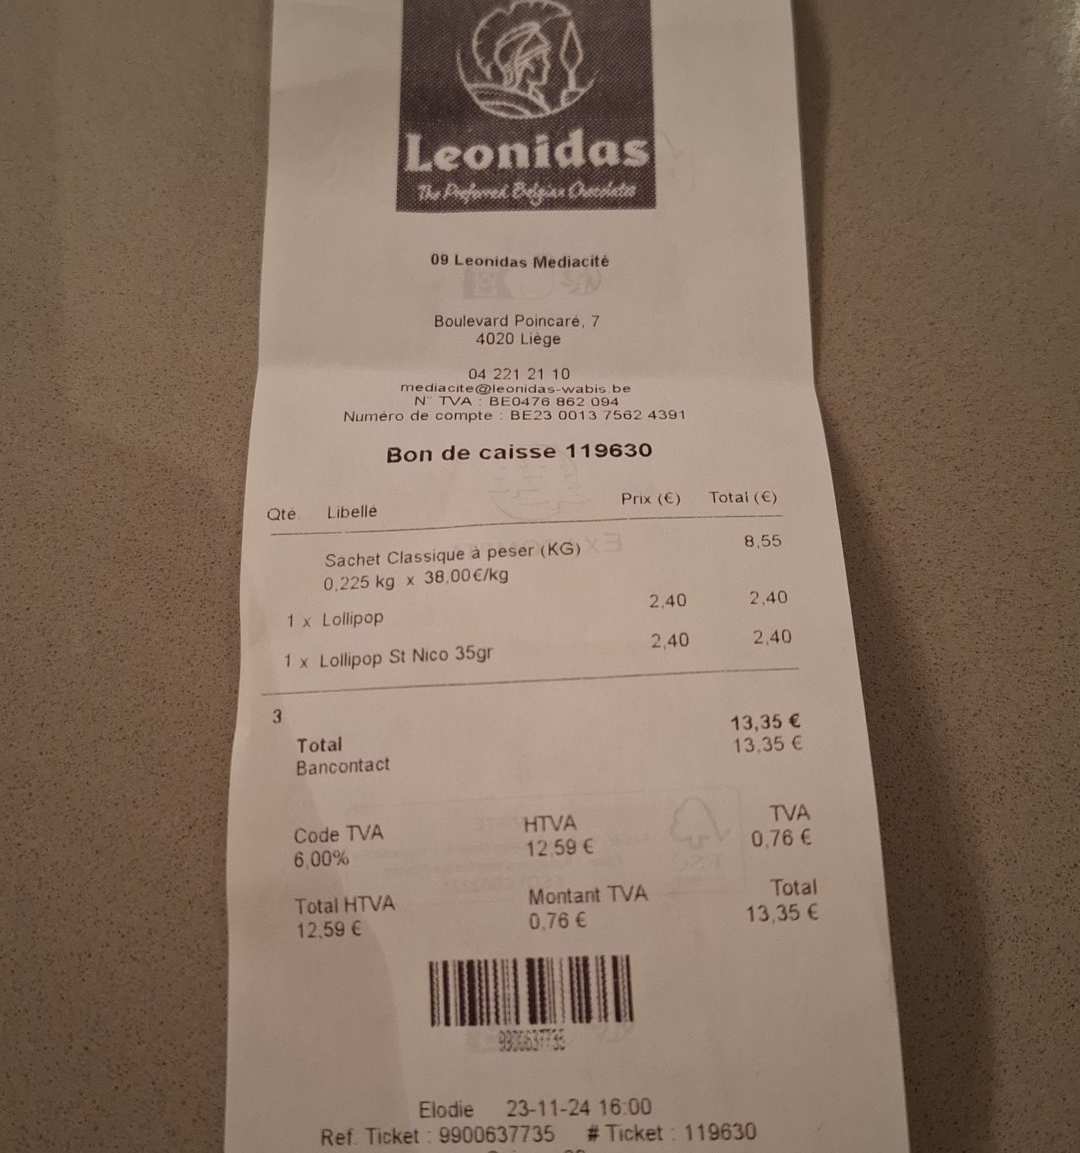 Leonidas
The Preferred Belgian Chocolates
09 Leonidas Mediacité
Boulevard Poincaré, 7
4020 Liège
04 221 21 10
mediacite@leonidas-wabis.be
N° TVA : BE0476 862 094
Numéro de compte : BE23 0013 7562 4391
Bon de caisse 119630
Qté. Libellé Prix (€) Total (€)
Sachet Classique à peser (KG) 8,55
0,225 kg x 38,00€/kg
1 x Lollipop 2,40 2,40
1 x Lollipop St Nico 35gr 2,40 2,40
3
Total 13,35 €
Bancontact 13,35 €
Code TVA HTVA TVA
6,00% 12,59 € 0,76 €
Total HTVA Montant TVA Total
12,59 € 0,76 € 13,35 €
Elodie 23-11-24 16:00
Ref. Ticket : 9900637735 # Ticket : 119630